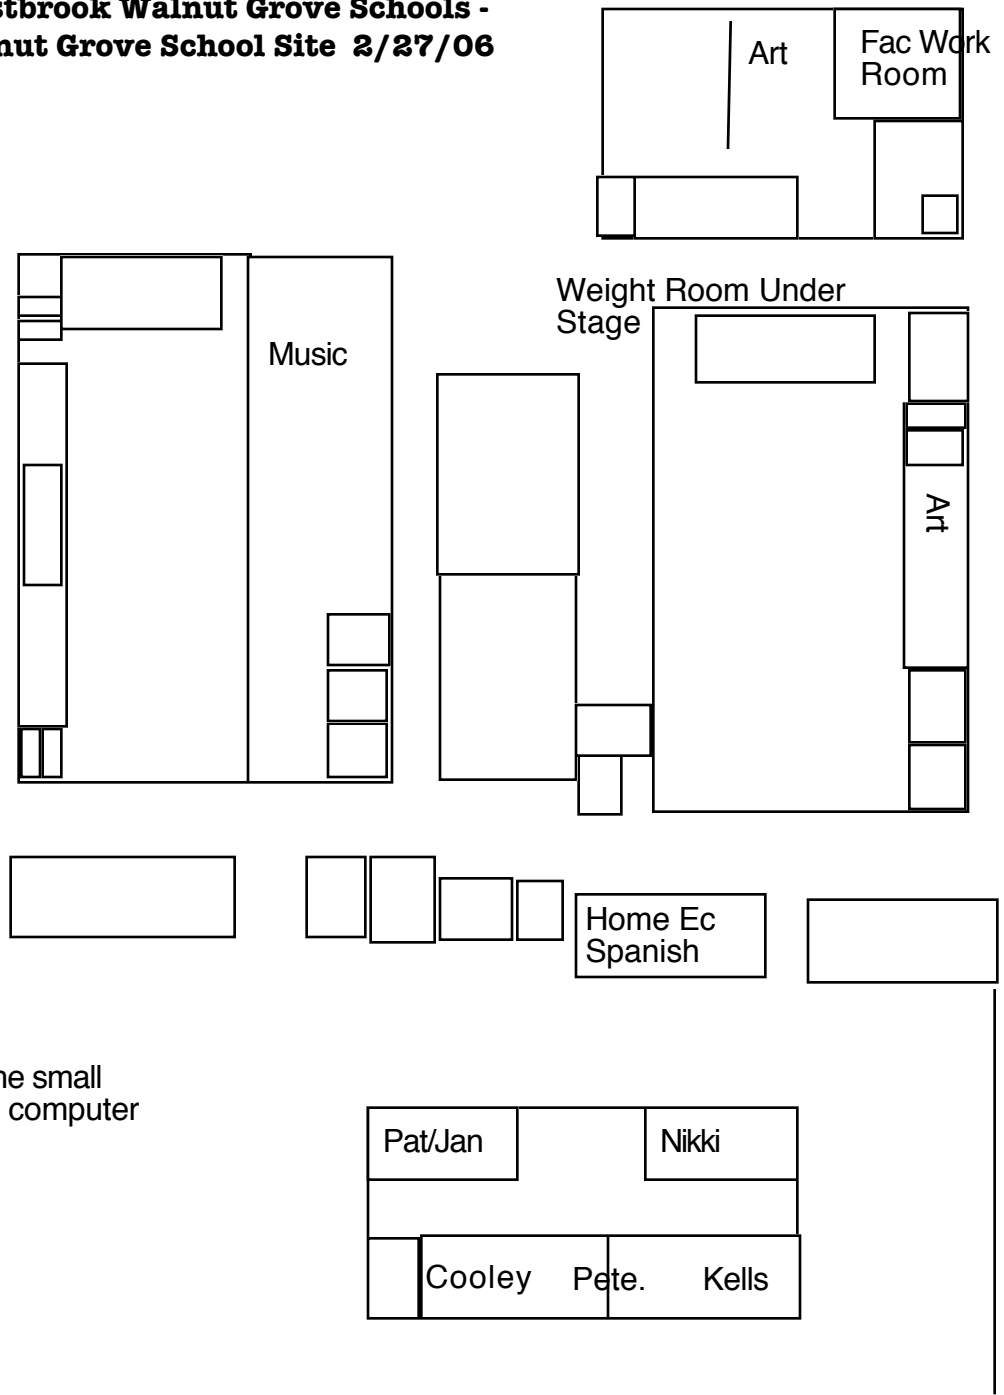 stbrook Walnut Grove Schools -
nut Grove School Site 2/27/06
Art
Fac Work
Room
Weight Room Under
Stage
Music
Art
Home Ec
Spanish
he small
computer
Pat/Jan
Nikki
Cooley
Pete.
Kells